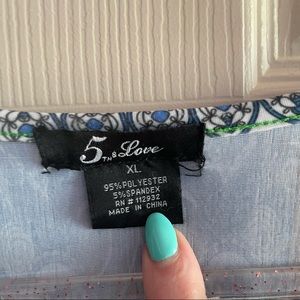 5TH & Love
XL
95% POLYESTER
5% SPANDEX
RN # 112932
MADE IN CHINA